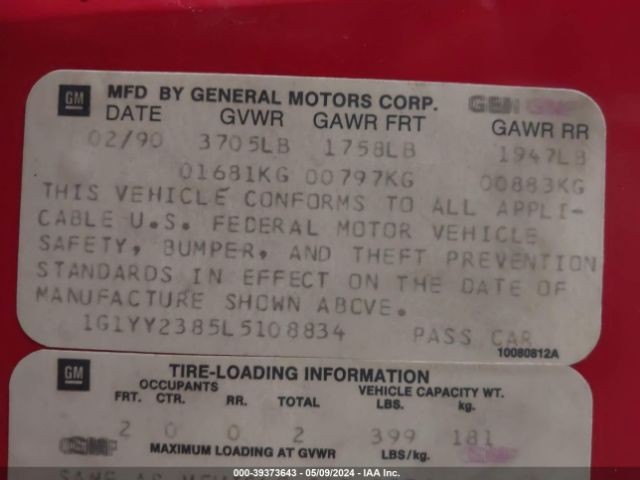 GM MFD BY GENERAL MOTORS CORP. GEN GM
DATE GVWR GAWR FRT GAWR RR
02/90 3705LB 1758LB 1947LB
01681KG 00797KG 00883KG
THIS VEHICLE CONFORMS TO ALL APPLI-
CABLE U.S. FEDERAL MOTOR VEHICLE
SAFETY, BUMPER, AND THEFT PREVENTION
STANDARDS IN EFFECT ON THE DATE OF
MANUFACTURE SHOWN ABOVE.
1G1YY2385L5108834 PASS CAR
10080812A
GM TIRE-LOADING INFORMATION
OCCUPANTS VEHICLE CAPACITY WT.
FRT. CTR. RR. TOTAL LBS. kg.
2 0 0 2 399 181
MAXIMUM LOADING AT GVWR LBS/kg.
SAME AS
000-39373643 - 05/09/2024 - IAA Inc.